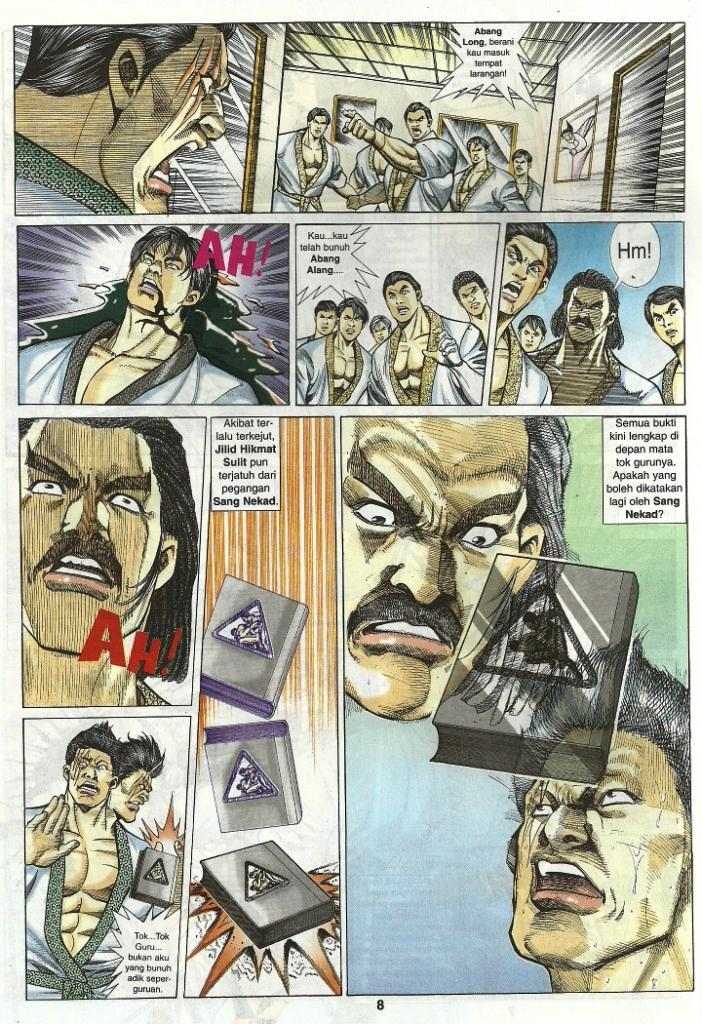 Abang
Long, berani
kau masuk
tempat
larangan!
AH!
Kau...kau
telah bunuh
Abang
Alang....
Hm!
AH!
Akibat ter-
lalu terkejut,
Jilid Hikmat
Sulit pun
terjatuh dari
pegangan
Sang Nekad.
Semua bukti
kini lengkap di
depan mata
tok gurunya.
Apakah yang
boleh dikatakan
lagi oleh Sang
Nekad?
Tok...Tok
Guru...
bukan aku
yang bunuh
adik seper-
guruan.
8